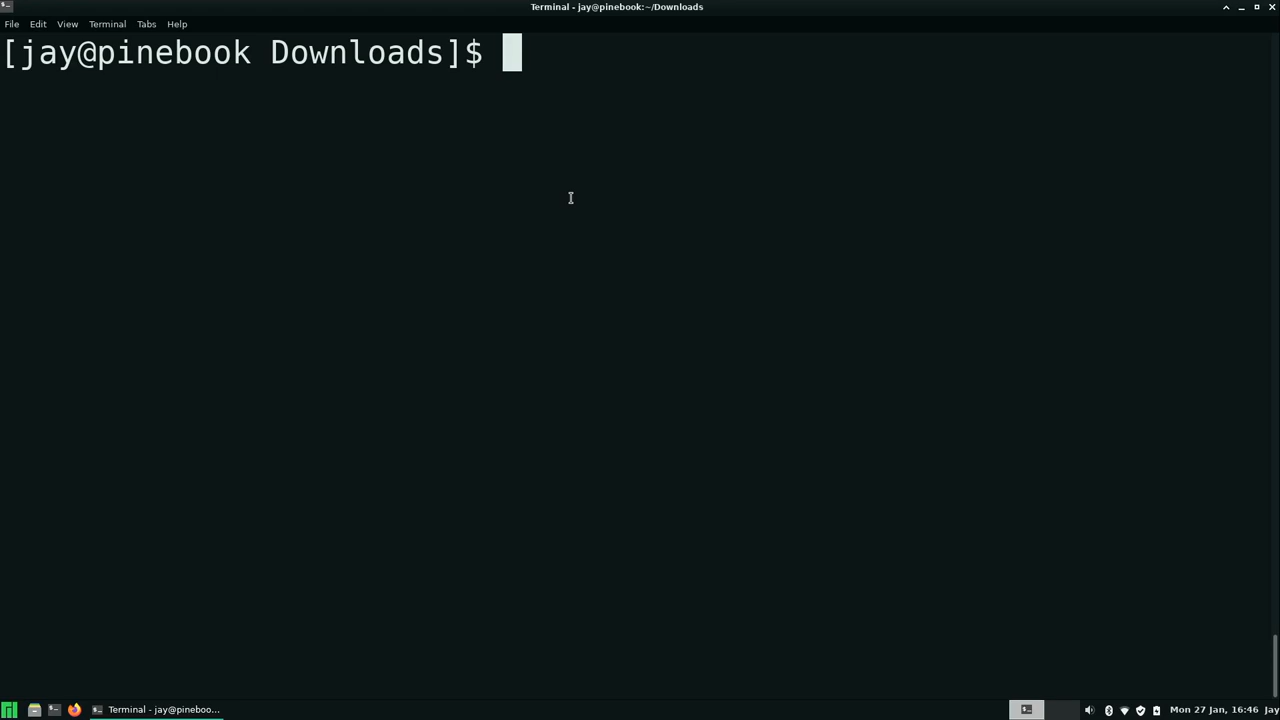 Terminal - jay@pinebook:~/Downloads
File Edit View Terminal Tabs Help
[jay@pinebook Downloads]$
Terminal - jay@pineboo...
Mon 27 Jan, 16:46 Jay